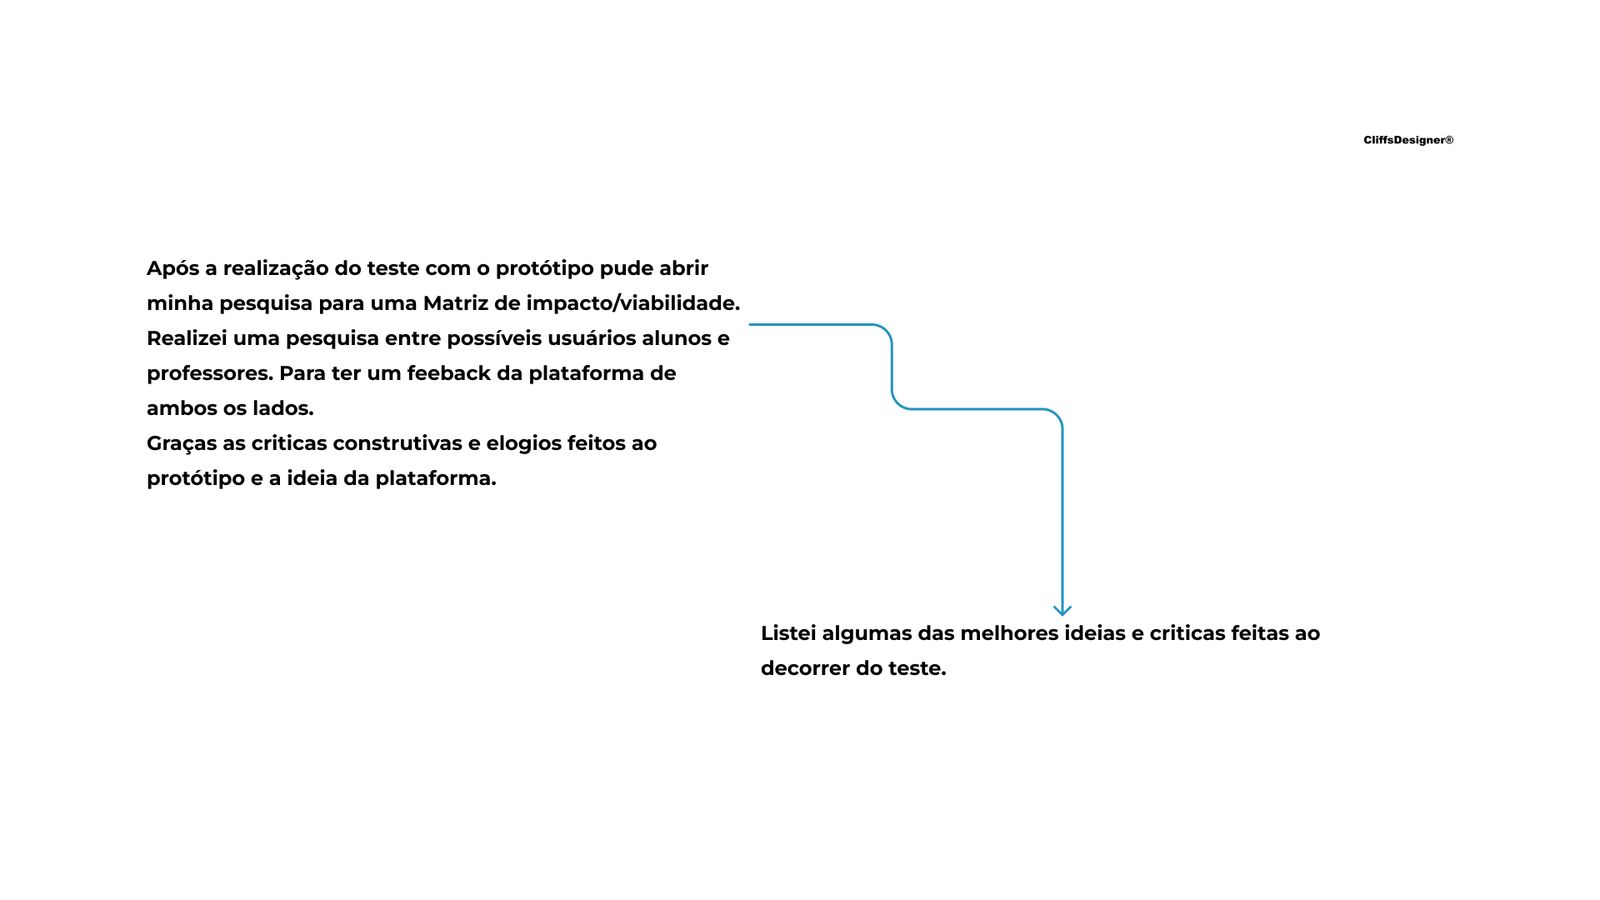 CliffsDesigner®
Após a realização do teste com o protótipo pude abrir
minha pesquisa para uma Matriz de impacto/viabilidade.
Realizei uma pesquisa entre possíveis usuários alunos e
professores. Para ter um feeback da plataforma de
ambos os lados.
Graças as criticas construtivas e elogios feitos ao
protótipo e a ideia da plataforma.
Listei algumas das melhores ideias e criticas feitas ao
decorrer do teste.